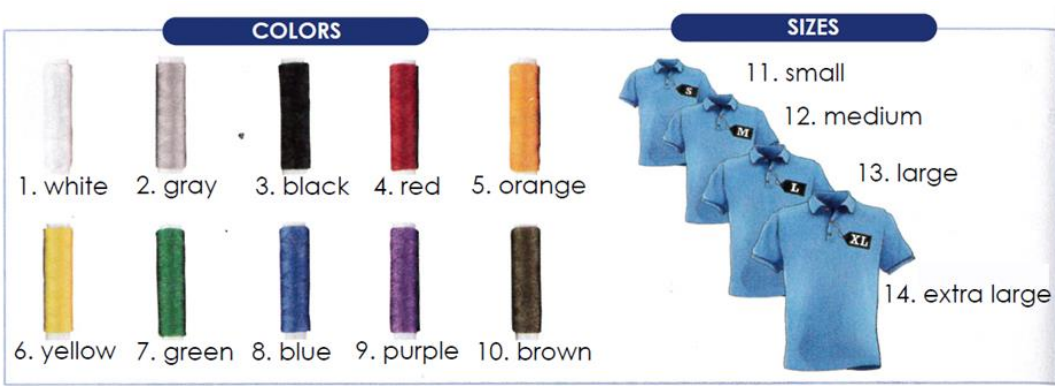 COLORS
1. white 2. gray 3. black 4. red 5. orange
6. yellow 7. green 8. blue 9. purple 10. brown
SIZES
S
11. small
M
12. medium
L
13. large
XL
14. extra large